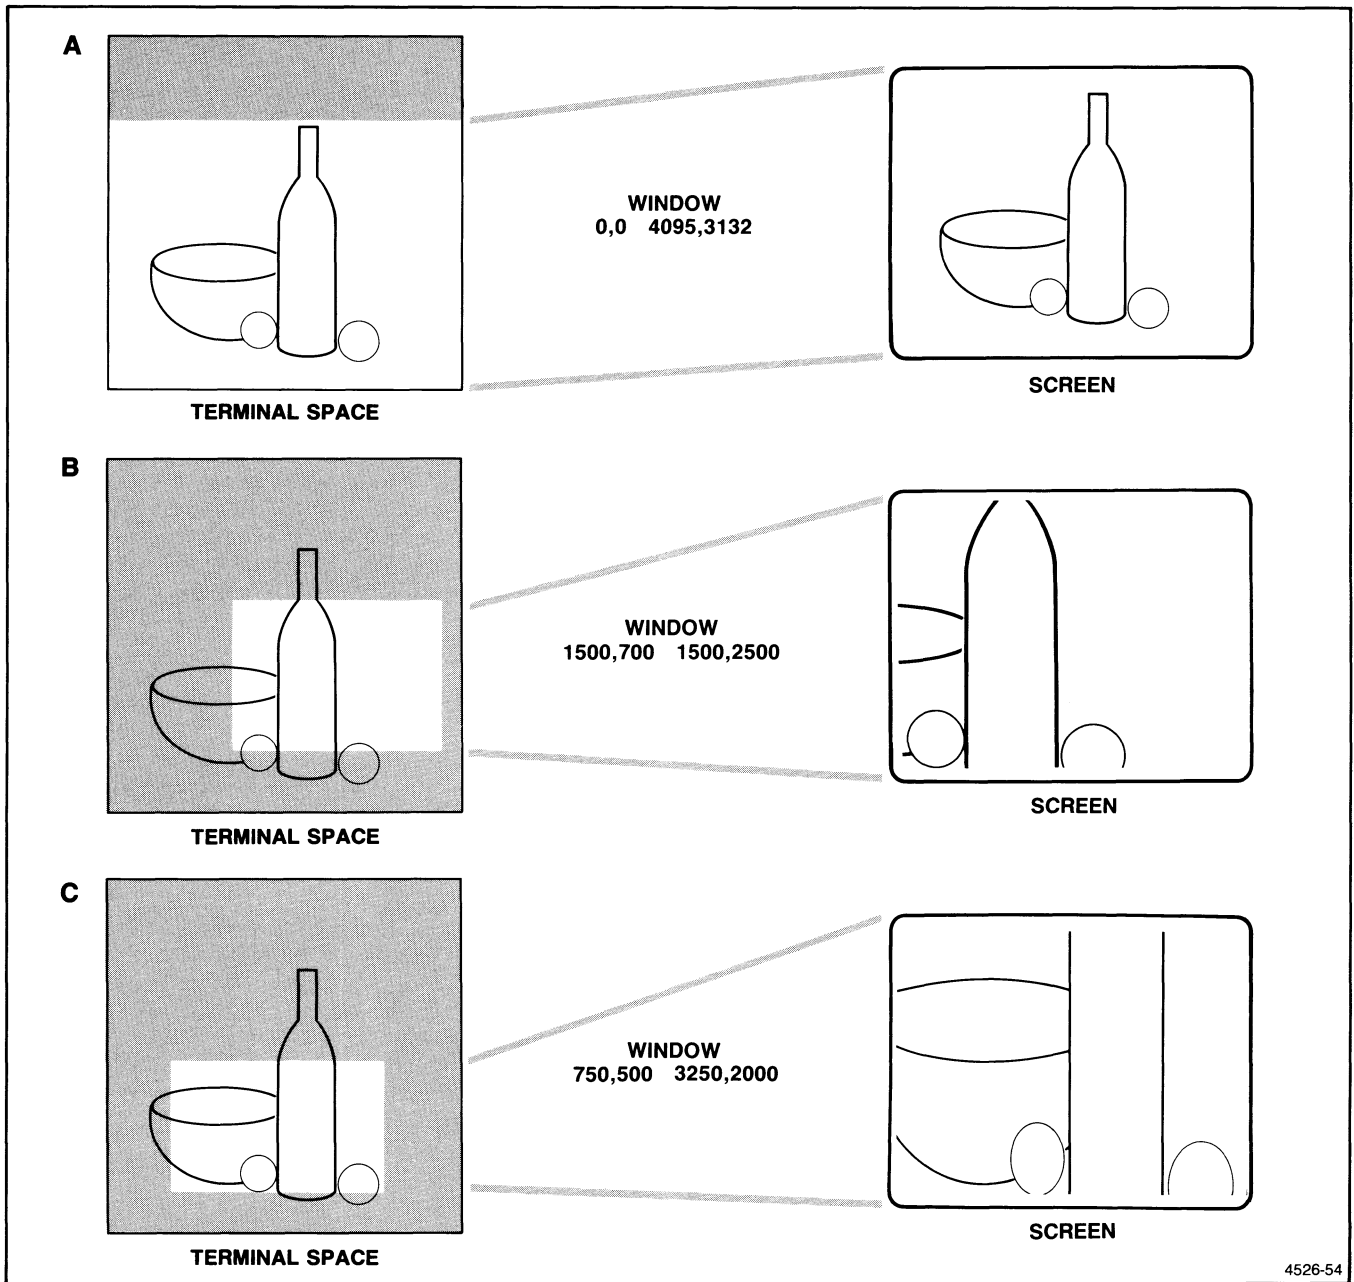 A
WINDOW
0,0 4095,3132
SCREEN
TERMINAL SPACE
B
WINDOW
1500,700 1500,2500
SCREEN
TERMINAL SPACE
C
WINDOW
750,500 3250,2000
SCREEN
TERMINAL SPACE
4526-54